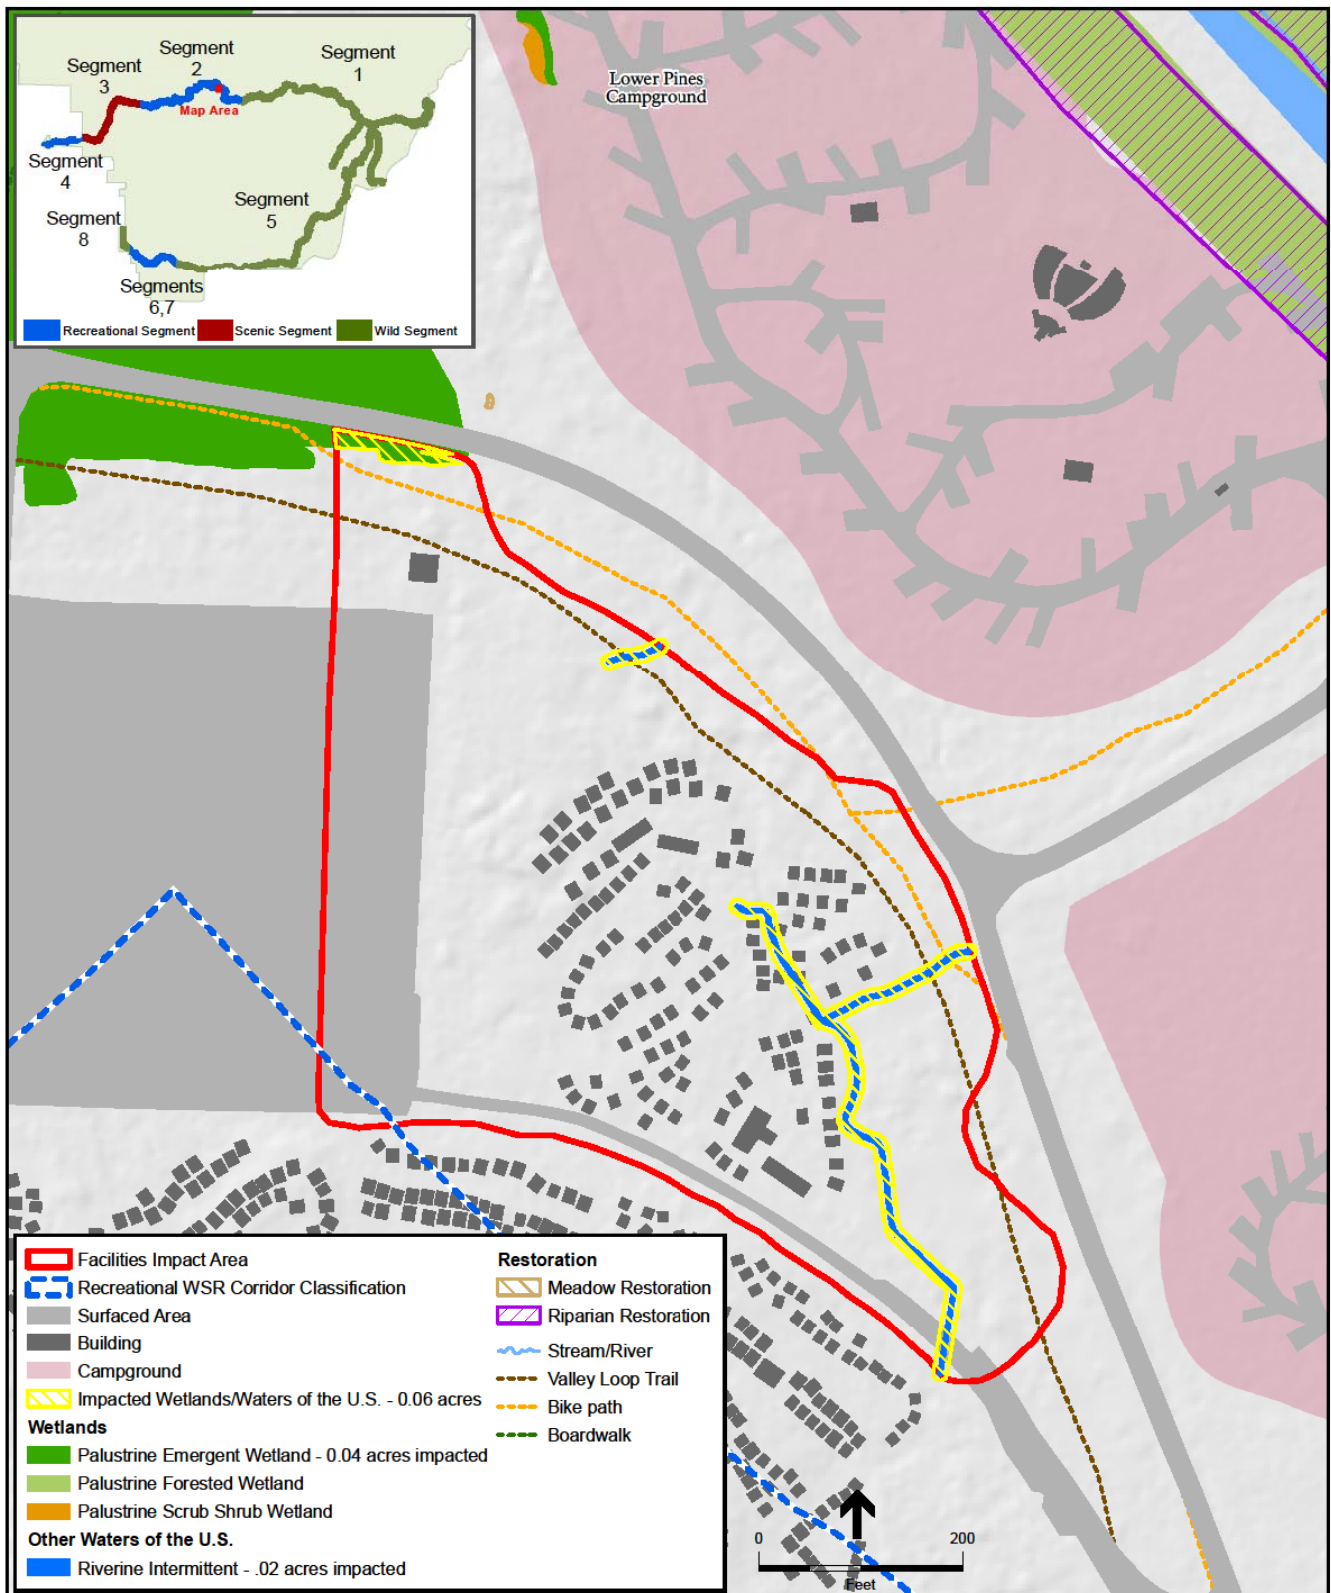 Segment
2
Segment
1
Segment
3
Map Area
Segment
4
Segment
5
Segment
8
Segments
6,7
Recreational Segment
Scenic Segment
Wild Segment
Lower Pines
Campground
Facilities Impact Area
Recreational WSR Corridor Classification
Surfaced Area
Building
Campground
Impacted Wetlands/Waters of the U.S. - 0.06 acres
Wetlands
Palustrine Emergent Wetland - 0.04 acres impacted
Palustrine Forested Wetland
Palustrine Scrub Shrub Wetland
Other Waters of the U.S.
Riverine Intermittent - .02 acres impacted
Restoration
Meadow Restoration
Riparian Restoration
Stream/River
Valley Loop Trail
Bike path
Boardwalk
0 200
Feet